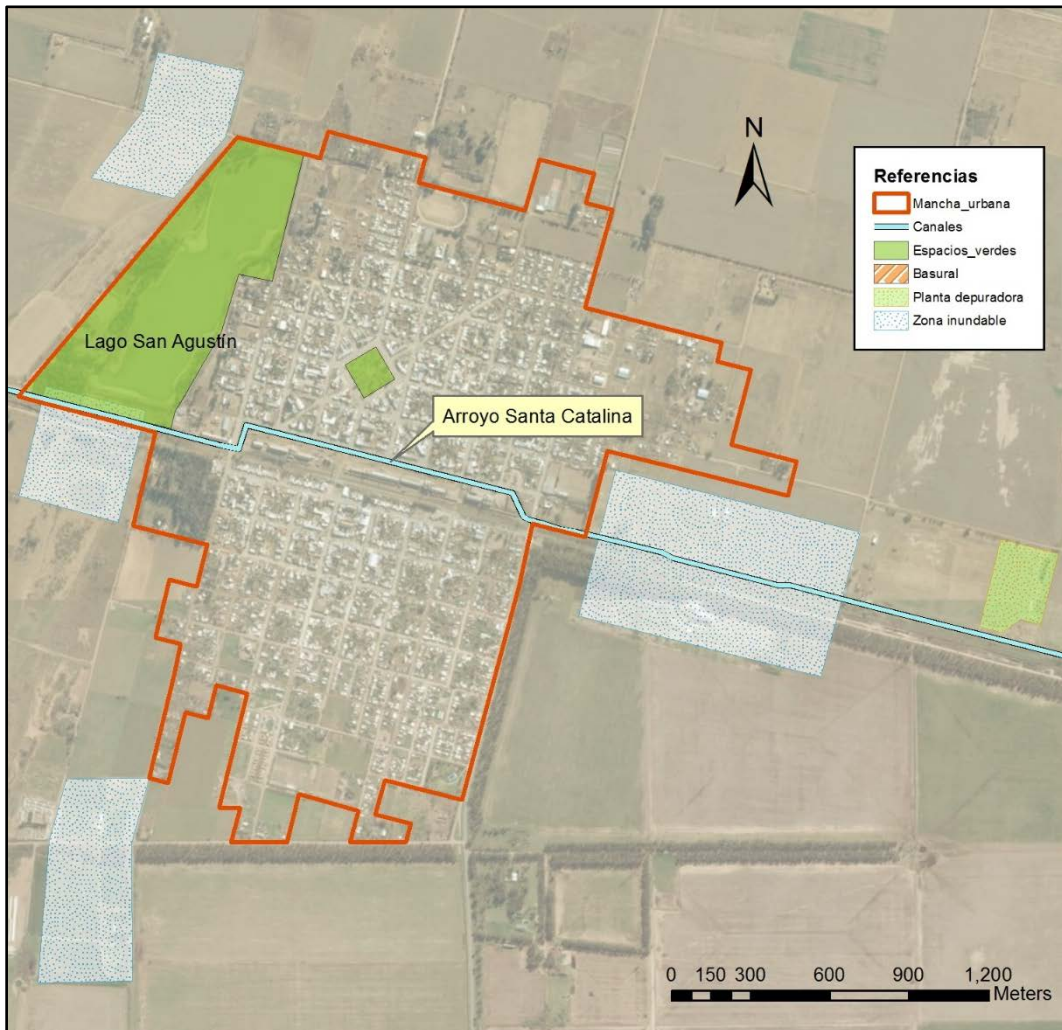 N
Referencias
Mancha_urbana
Canales
Espacios_verdes
Basural
Planta depuradora
Zona inundable
Lago San Agustín
Arroyo Santa Catalina
0 150 300 600 900 1,200
Meters